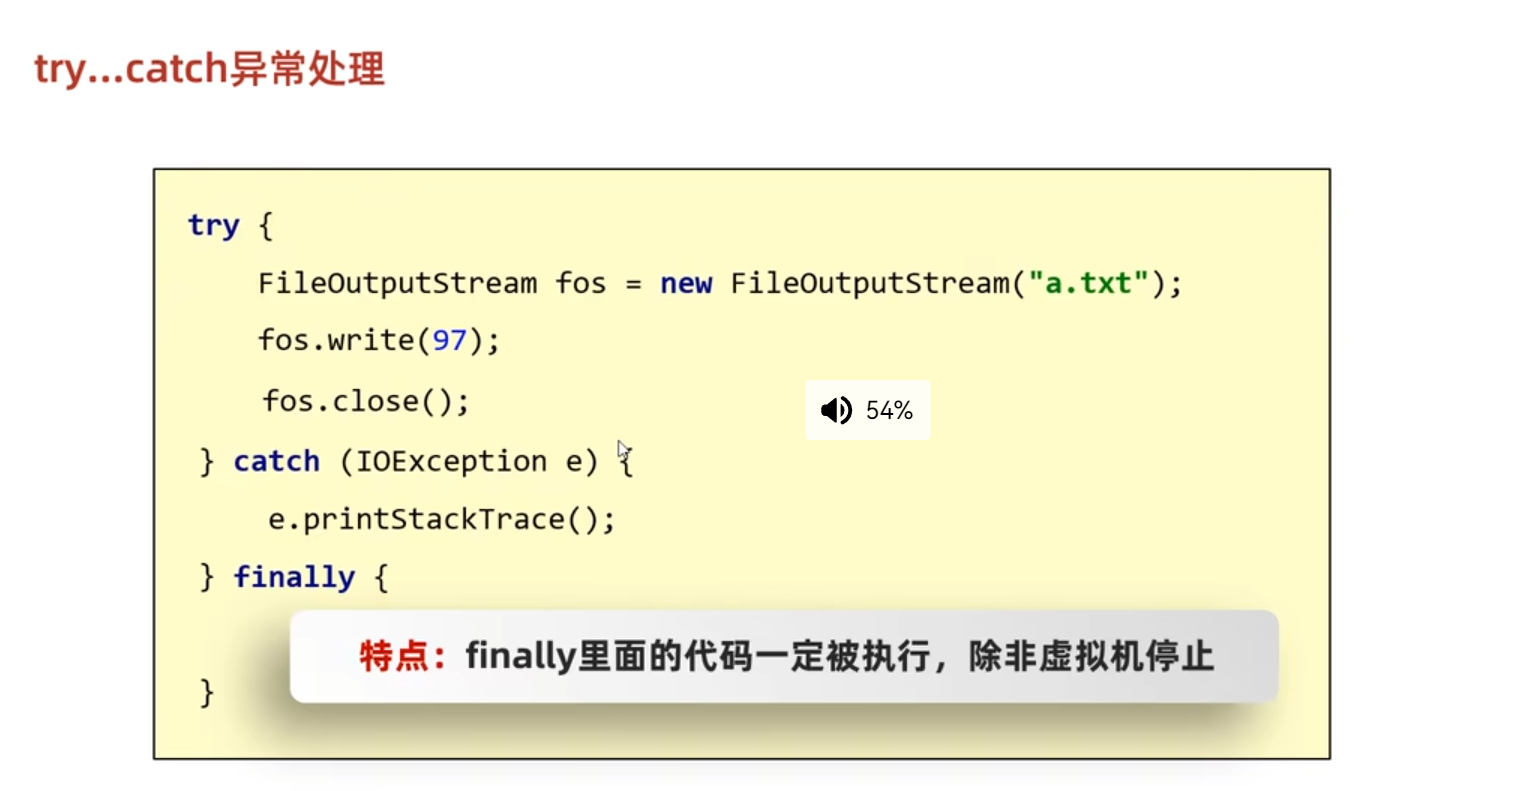 try...catch异常处理
try {
FileOutputStream fos = new FileOutputStream("a.txt");
fos.write(97);
fos.close();
54%
} catch (IOException e) {
e.printStackTrace();
} finally {
特点：finally里面的代码一定被执行，除非虚拟机停止
}